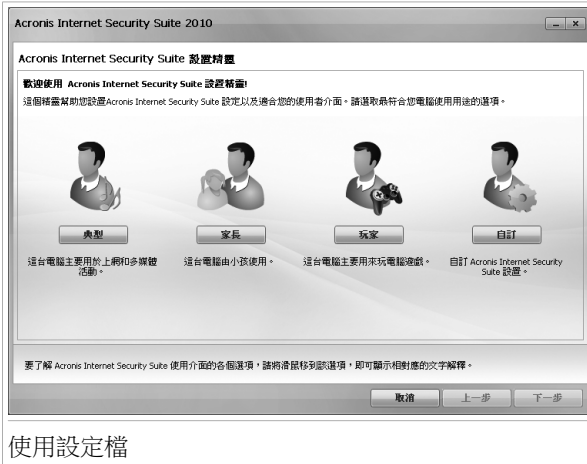 Acronis Internet Security Suite 2010
Acronis Internet Security Suite 設置精靈
歡迎使用 Acronis Internet Security Suite 設置精靈!
這個精靈幫助您設置Acronis Internet Security Suite 設定以及適合您的使用者介面。請選取最符合您電腦使用用途的選項。
典型
家長
玩家
自訂
這台電腦主要用於上網和多媒體
活動。
這台電腦由小孩使用。
這台電腦主要用來玩電腦遊戲。
自訂 Acronis Internet Security
Suite 設置。
要了解 Acronis Internet Security Suite 使用介面的各個選項，請將滑鼠移到該選項，即可顯示相對應的文字解釋。
取消
上一步
下一步
使用設定檔